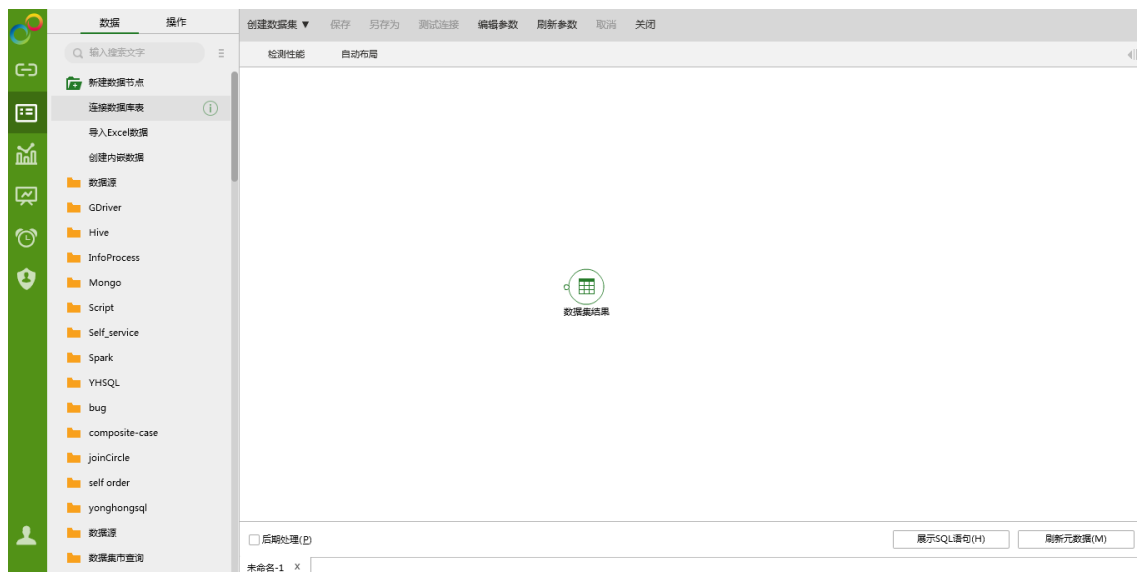 数据 操作
创建数据集 ▼ 保存 另存为 测试连接 编辑参数 刷新参数 取消 关闭
输入搜索文字
检测性能 自动布局
新建数据节点
连接数据库表
导入Excel数据
创建内嵌数据
数据源
GDriver
Hive
InfoProcess
Mongo
Script
Self_service
Spark
YHSQL
bug
composite-case
joinCircle
self order
yonghongsql
数据源
数据集市查询
数据集结果
后期处理(P)
展示SQL语句(H) 刷新元数据(M)
未命名-1 X